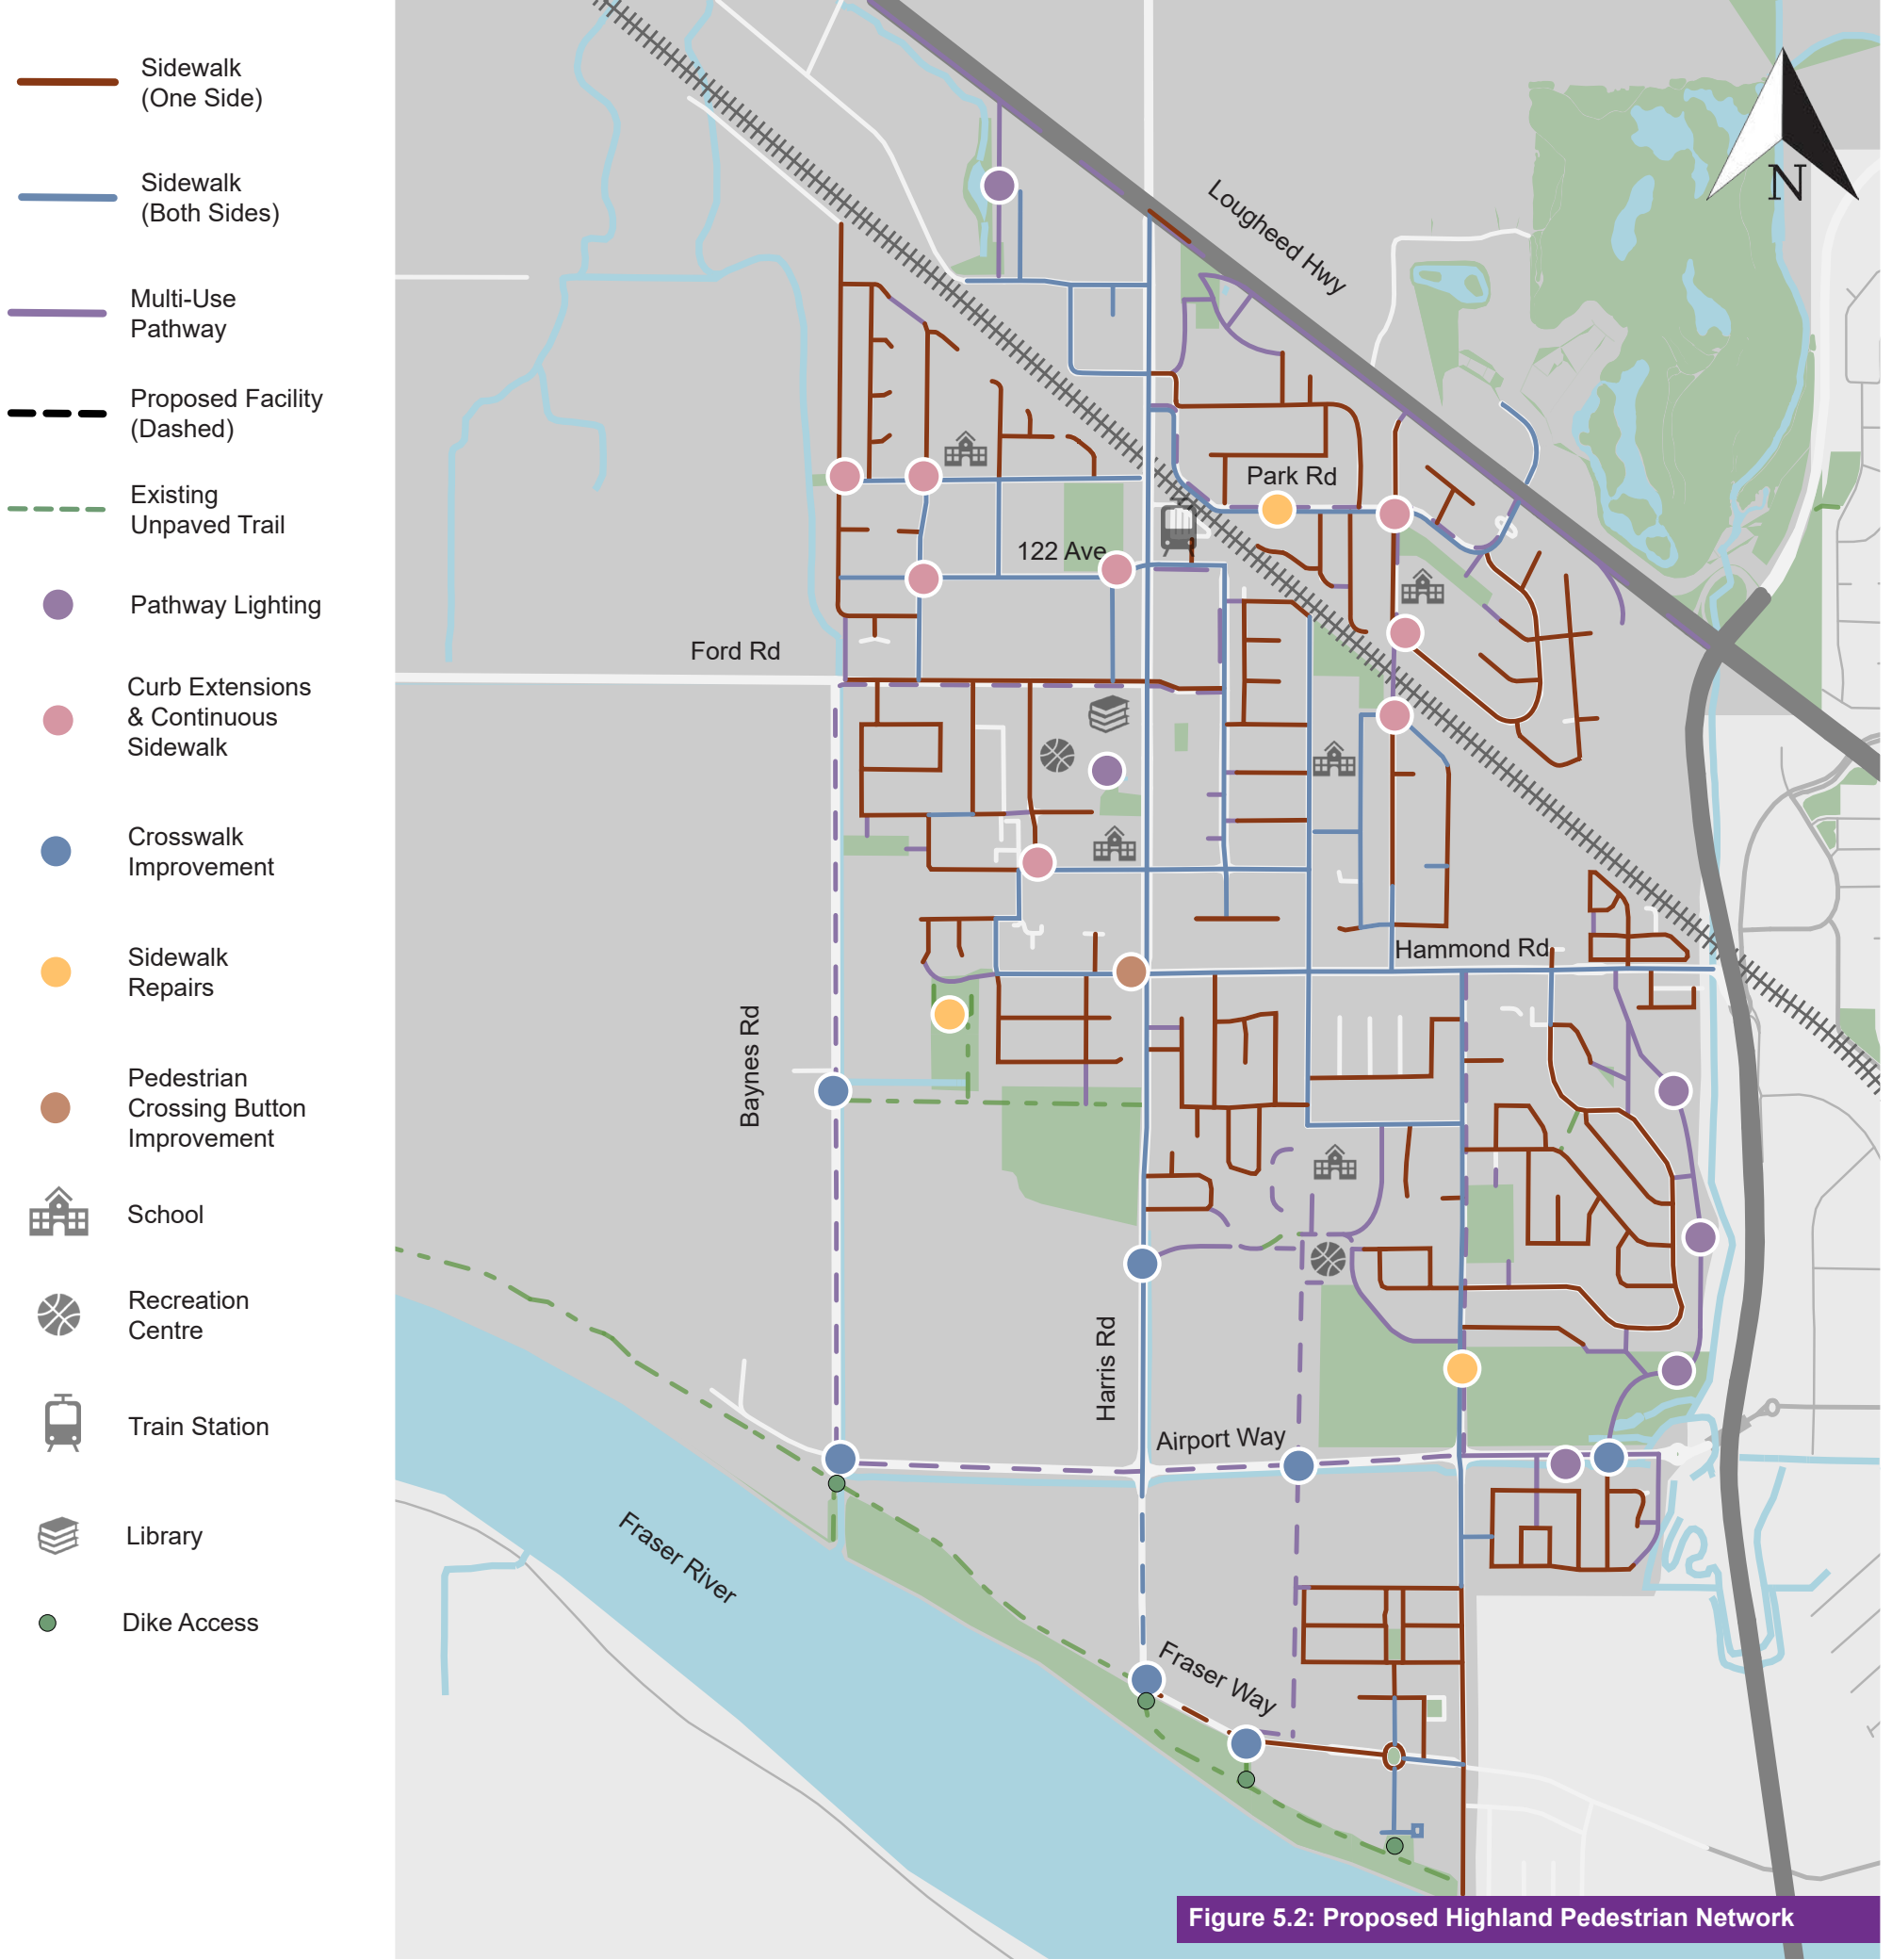 Sidewalk
(One Side)
Sidewalk
(Both Sides)
Multi-Use
Pathway
Proposed Facility
(Dashed)
Existing
Unpaved Trail
Pathway Lighting
Curb Extensions
& Continuous
Sidewalk
Crosswalk
Improvement
Sidewalk
Repairs
Pedestrian
Crossing Button
Improvement
School
Recreation
Centre
Train Station
Library
Dike Access
N
Lougheed Hwy
Park Rd
122 Ave
Ford Rd
Hammond Rd
Baynes Rd
Harris Rd
Airport Way
Fraser River
Fraser Way
Figure 5.2: Proposed Highland Pedestrian Network